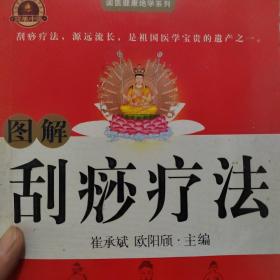 国医健康绝学系列
刮痧疗法，源远流长，是祖国医学宝贵的遗产之一。
图解
刮痧疗法
崔承斌 欧阳颀·主编